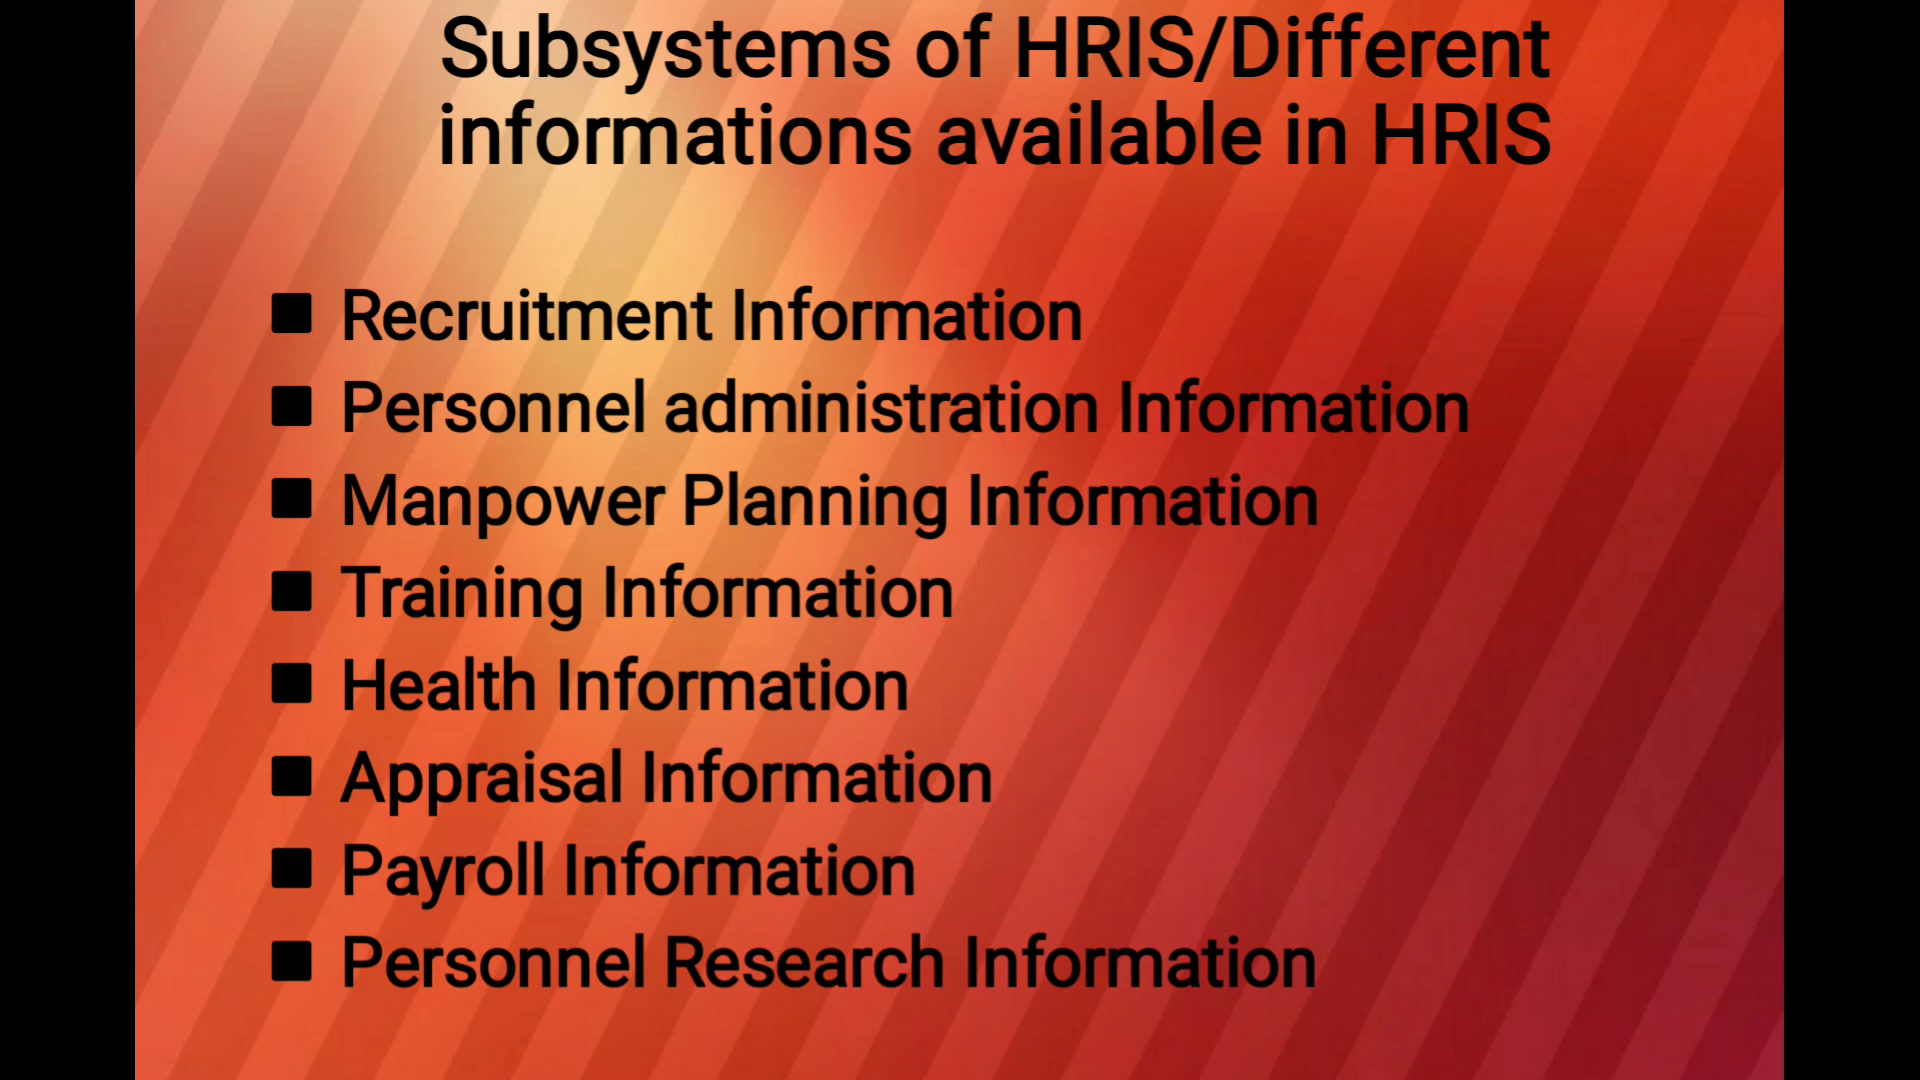 Subsystems of HRIS/Different
informations available in HRIS
■ Recruitment Information
■ Personnel administration Information
■ Manpower Planning Information
■ Training Information
■ Health Information
■ Appraisal Information
■ Payroll Information
■ Personnel Research Information